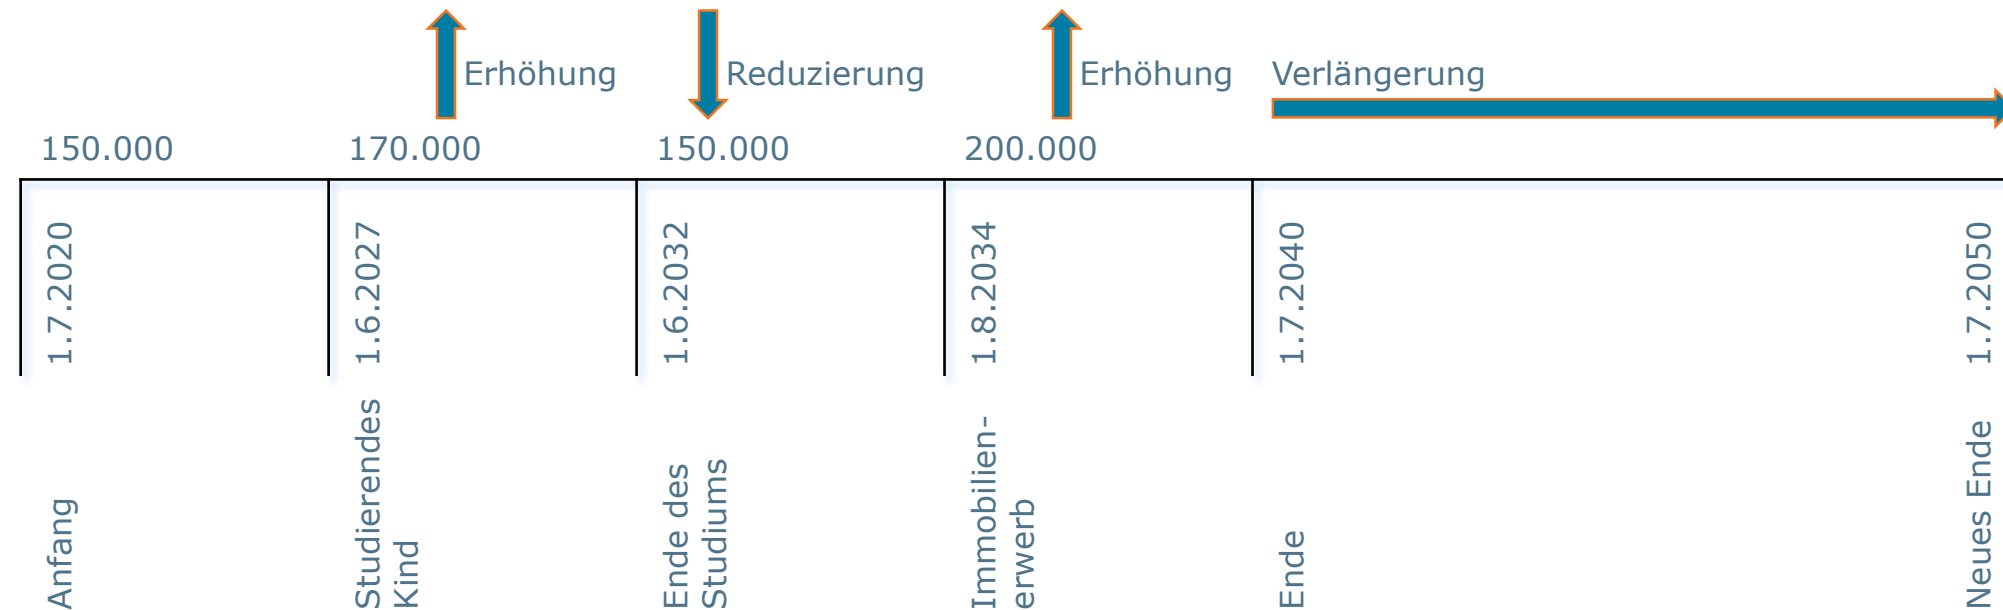 Erhöhung
Reduzierung
Erhöhung
Verlängerung
150.000
170.000
150.000
200.000
1.7.2020
1.6.2027
1.6.2032
1.8.2034
1.7.2040
1.7.2050
Anfang
Studierendes
Kind
Ende des
Studiums
Immobilien-
erwerb
Ende
Neues Ende